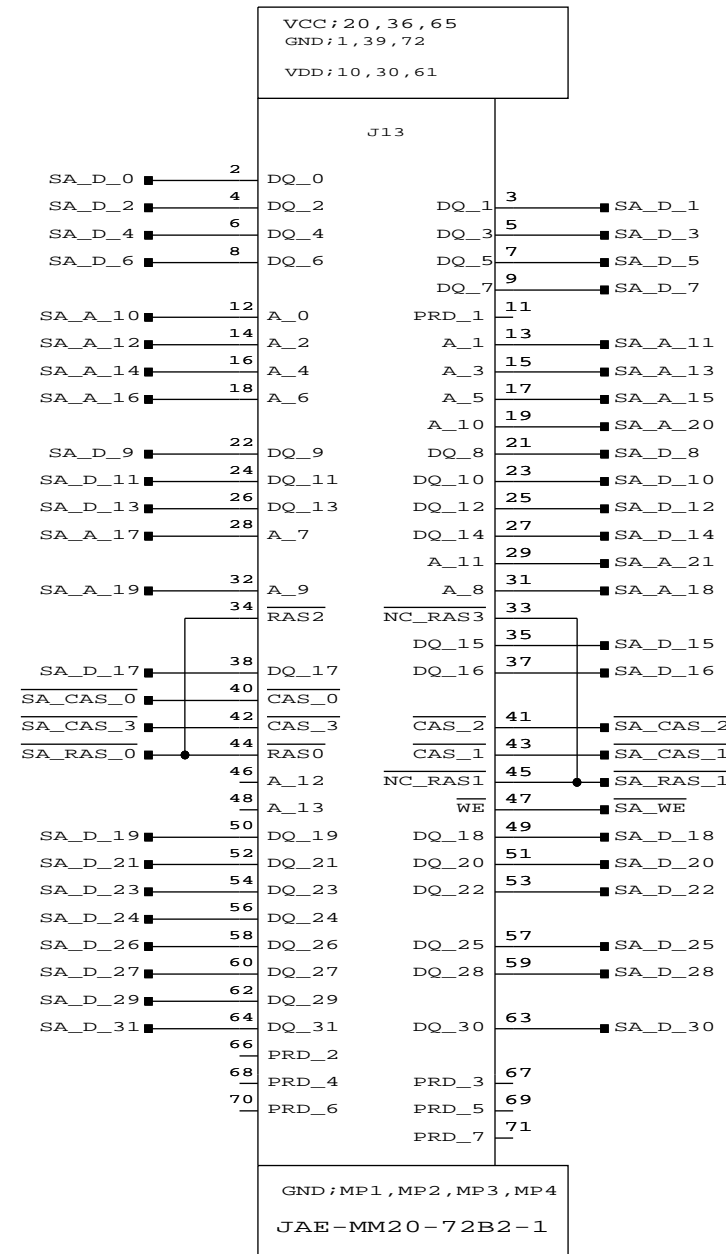 VCC;20,36,65
GND;1,39,72
VDD;10,30,61
J13
SA_D_0 2 DQ_0
SA_D_2 4 DQ_2 DQ_1 3 SA_D_1
SA_D_4 6 DQ_4 DQ_3 5 SA_D_3
SA_D_6 8 DQ_6 DQ_5 7 SA_D_5
DQ_7 9 SA_D_7
SA_A_10 12 A_0 PRD_1 11
SA_A_12 14 A_2 A_1 13 SA_A_11
SA_A_14 16 A_4 A_3 15 SA_A_13
SA_A_16 18 A_6 A_5 17 SA_A_15
A_10 19 SA_A_20
SA_D_9 22 DQ_9 DQ_8 21 SA_D_8
SA_D_11 24 DQ_11 DQ_10 23 SA_D_10
SA_D_13 26 DQ_13 DQ_12 25 SA_D_12
SA_A_17 28 A_7 DQ_14 27 SA_D_14
A_11 29 SA_A_21
SA_A_19 32 A_9 A_8 31 SA_A_18
34 RAS2 NC_RAS3 33
DQ_15 35 SA_D_15
SA_D_17 38 DQ_17 DQ_16 37 SA_D_16
SA_CAS_0 40 CAS_0
SA_CAS_3 42 CAS_3 CAS_2 41 SA_CAS_2
SA_RAS_0 44 RAS0 CAS_1 43 SA_CAS_1
46 A_12 NC_RAS1 45 SA_RAS_1
48 A_13 WE 47 SA_WE
SA_D_19 50 DQ_19 DQ_18 49 SA_D_18
SA_D_21 52 DQ_21 DQ_20 51 SA_D_20
SA_D_23 54 DQ_23 DQ_22 53 SA_D_22
SA_D_24 56 DQ_24
SA_D_26 58 DQ_26 DQ_25 57 SA_D_25
SA_D_27 60 DQ_27 DQ_28 59 SA_D_28
SA_D_29 62 DQ_29
SA_D_31 64 DQ_31 DQ_30 63 SA_D_30
66 PRD_2
68 PRD_4 PRD_3 67
70 PRD_6 PRD_5 69
PRD_7 71
GND;MP1,MP2,MP3,MP4
JAE-MM20-72B2-1